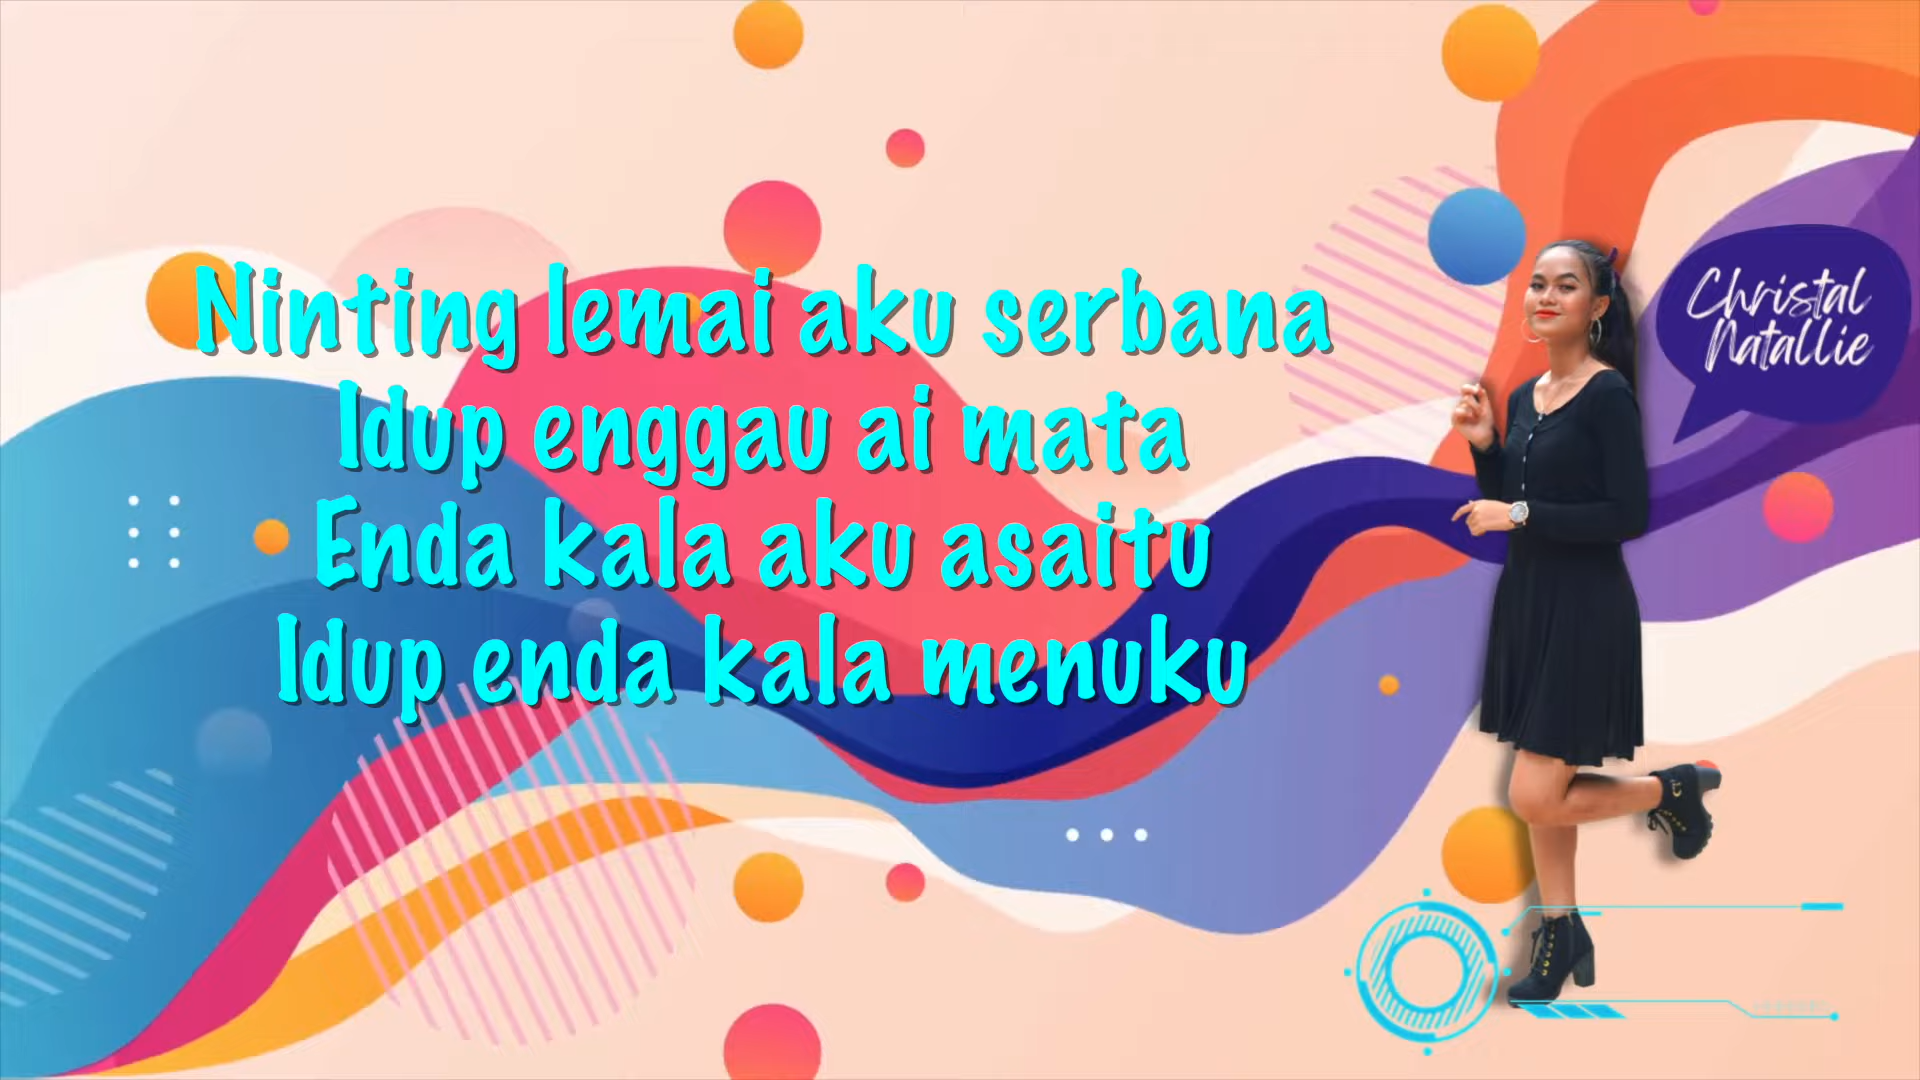 Ninting lemai aku serbana
Idup enggau ai mata
Enda kala aku asaitu
Idup enda kala menuku
Christal
Natallie